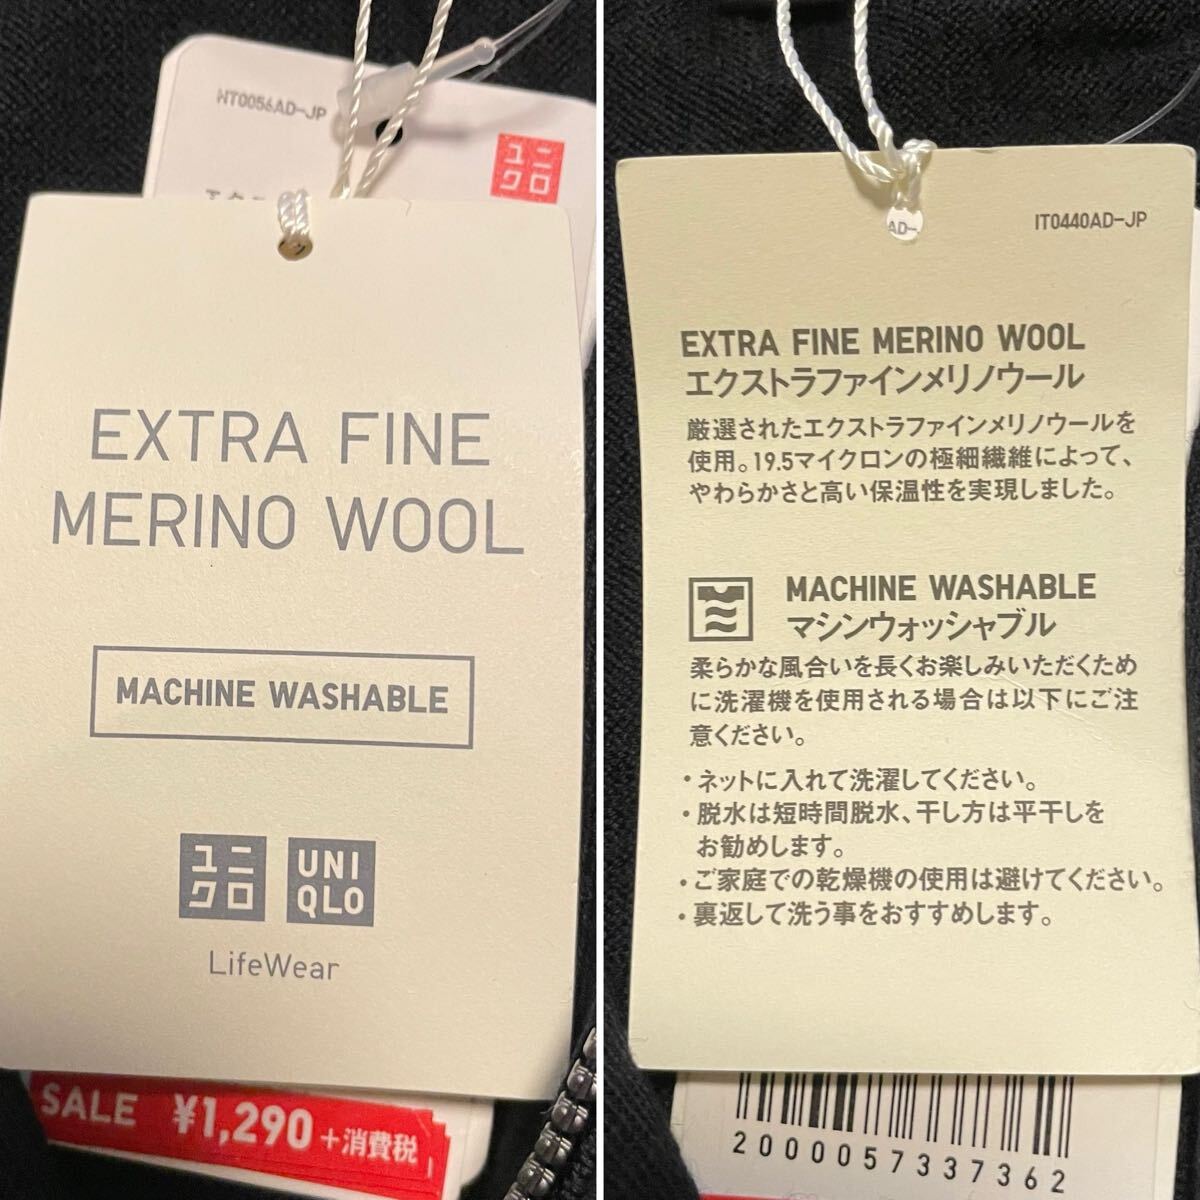 HT0056AD-JP
ユニ
クロ
EXTRA FINE
MERINO WOOL
MACHINE WASHABLE
ユニ
クロ
UNI
QLO
LifeWear
SALE ¥1,290+消費税
AD-
IT0440AD-JP
EXTRA FINE MERINO WOOL
エクストラファインメリノウール
厳選されたエクストラファインメリノウールを
使用。19.5マイクロンの極細繊維によって、
やわらかさと高い保温性を実現しました。
MACHINE WASHABLE
マシンウォッシャブル
柔らかな風合いを長くお楽しみいただくため
に洗濯機を使用される場合は以下にご注
意ください。
・ネットに入れて洗濯してください。
・脱水は短時間脱水、干し方は平干しを
お勧めします。
・ご家庭での乾燥機の使用は避けてください。
・裏返して洗う事をおすすめします。
2000057337362